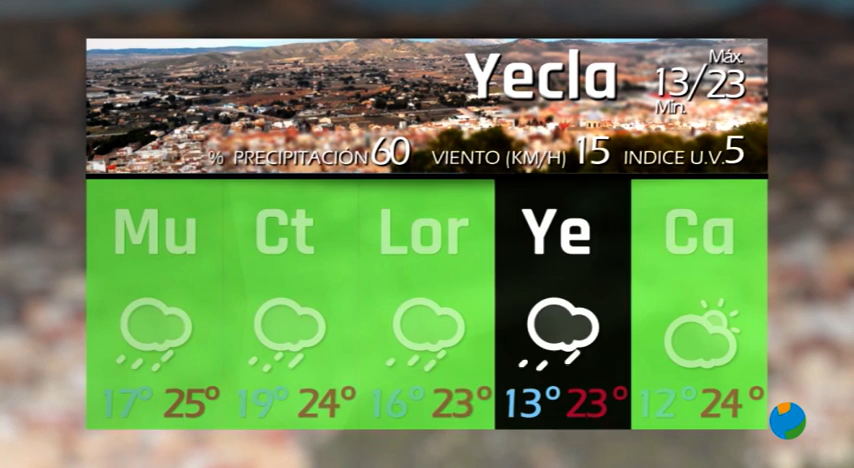 Yecla
Máx.
13/23
Mín.
% PRECIPITACIÓN 60 VIENTO (KM/H) 15 INDICE U.V. 5
Mu Ct Lor Ye Ca
17° 25° 19° 24° 16° 23° 13° 23° 12° 24°